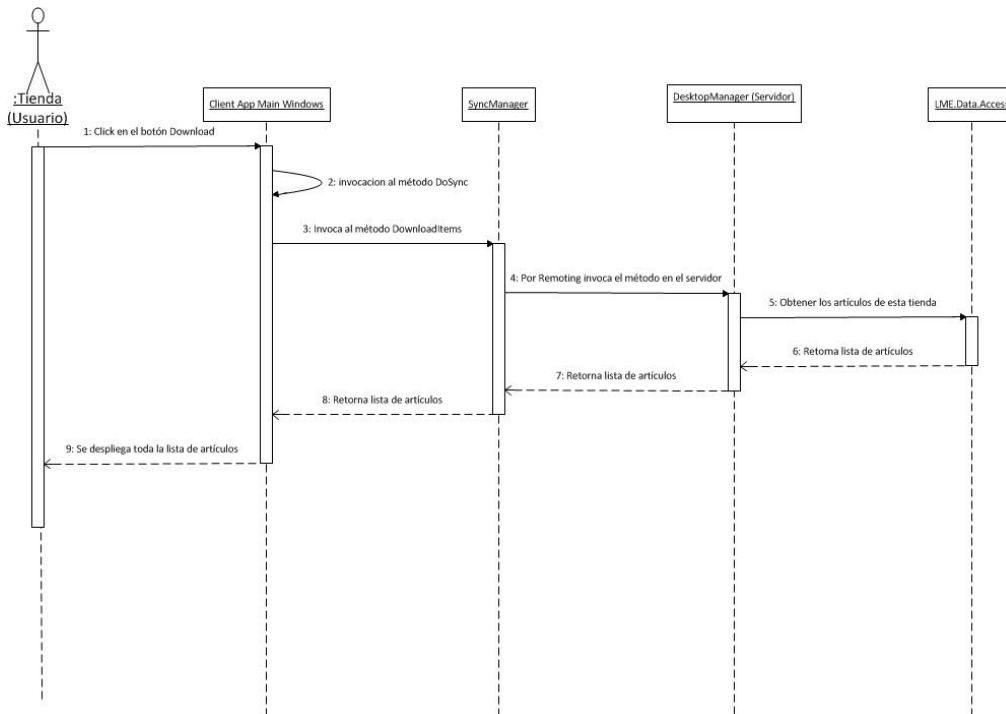 :Tienda
(Usuario)
Client App Main Windows
SyncManager
DesktopManager (Servidor)
LME.Data.Access
1: Click en el botón Download
2: invocacion al método DoSync
3: Invoca al método DownloadItems
4: Por Remoting invoca el método en el servidor
5: Obtener los artículos de esta tienda
6: Retorna lista de artículos
7: Retorna lista de artículos
8: Retorna lista de artículos
9: Se despliega toda la lista de artículos